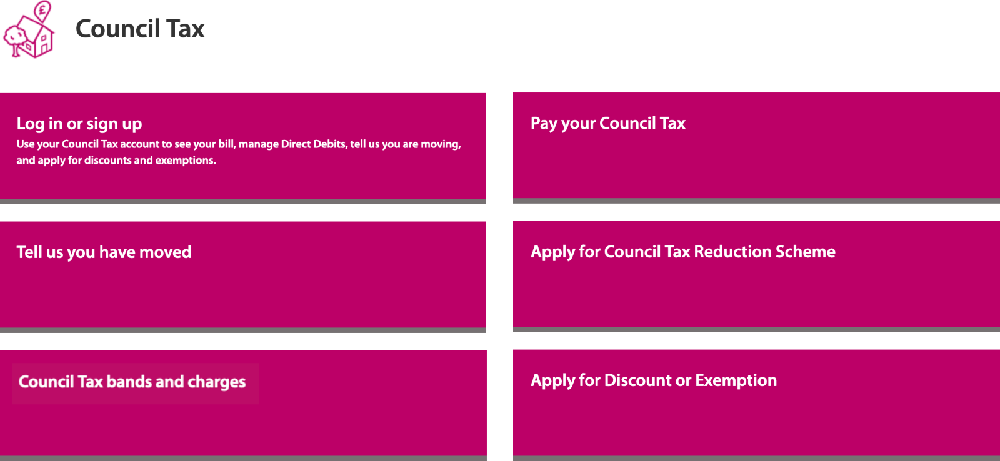 £
Council Tax
Log in or sign up
Use your Council Tax account to see your bill, manage Direct Debits, tell us you are moving,
and apply for discounts and exemptions.
Pay your Council Tax
Tell us you have moved
Apply for Council Tax Reduction Scheme
Council Tax bands and charges
Apply for Discount or Exemption